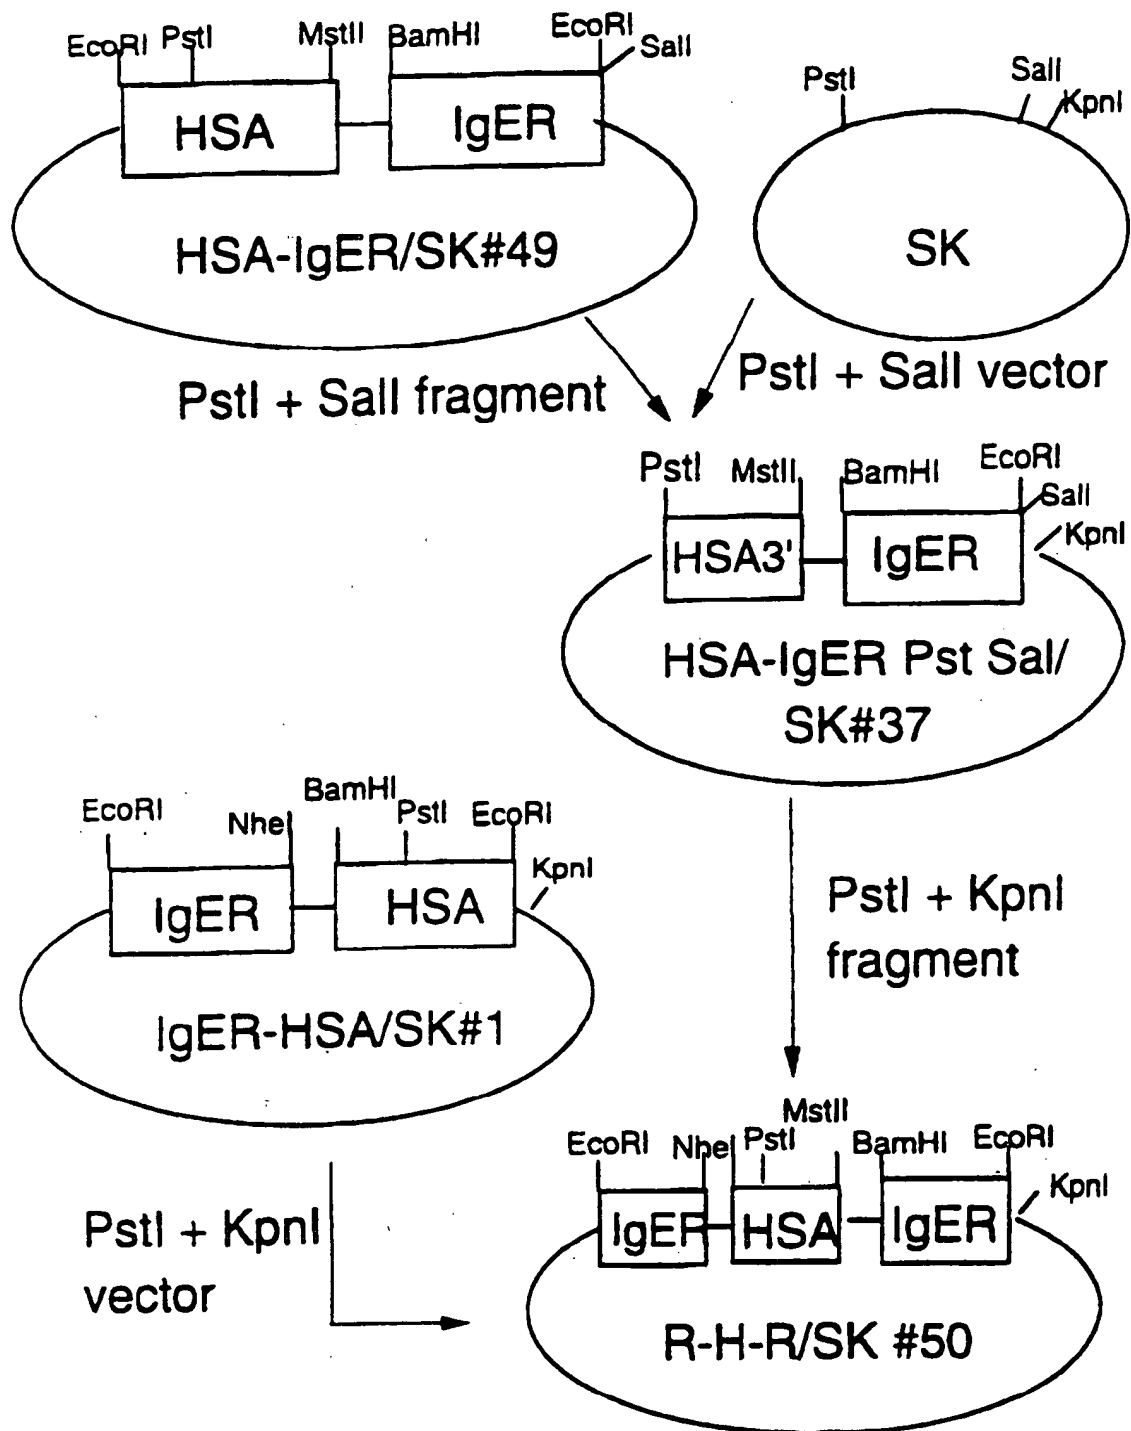 EcoRI PstI MstII BamHI EcoRI SalI
HSA IgER
HSA-IgER/SK#49
PstI SalI KpnI
SK
PstI + SalI fragment
PstI + SalI vector
PstI MstII BamHI EcoRI SalI KpnI
HSA3' IgER
HSA-IgER Pst Sal/
SK#37
EcoRI NheI BamHI PstI EcoRI KpnI
IgER HSA
IgER-HSA/SK#1
PstI + KpnI
fragment
PstI + KpnI
vector
EcoRI NheI PstI MstII BamHI EcoRI KpnI
IgER HSA IgER
R-H-R/SK #50